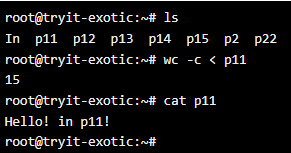 root@tryit-exotic:~# ls
In  p11  p12  p13  p14  p15  p2  p22
root@tryit-exotic:~# wc -c < p11
15
root@tryit-exotic:~# cat p11
Hello! in p11!
root@tryit-exotic:~#